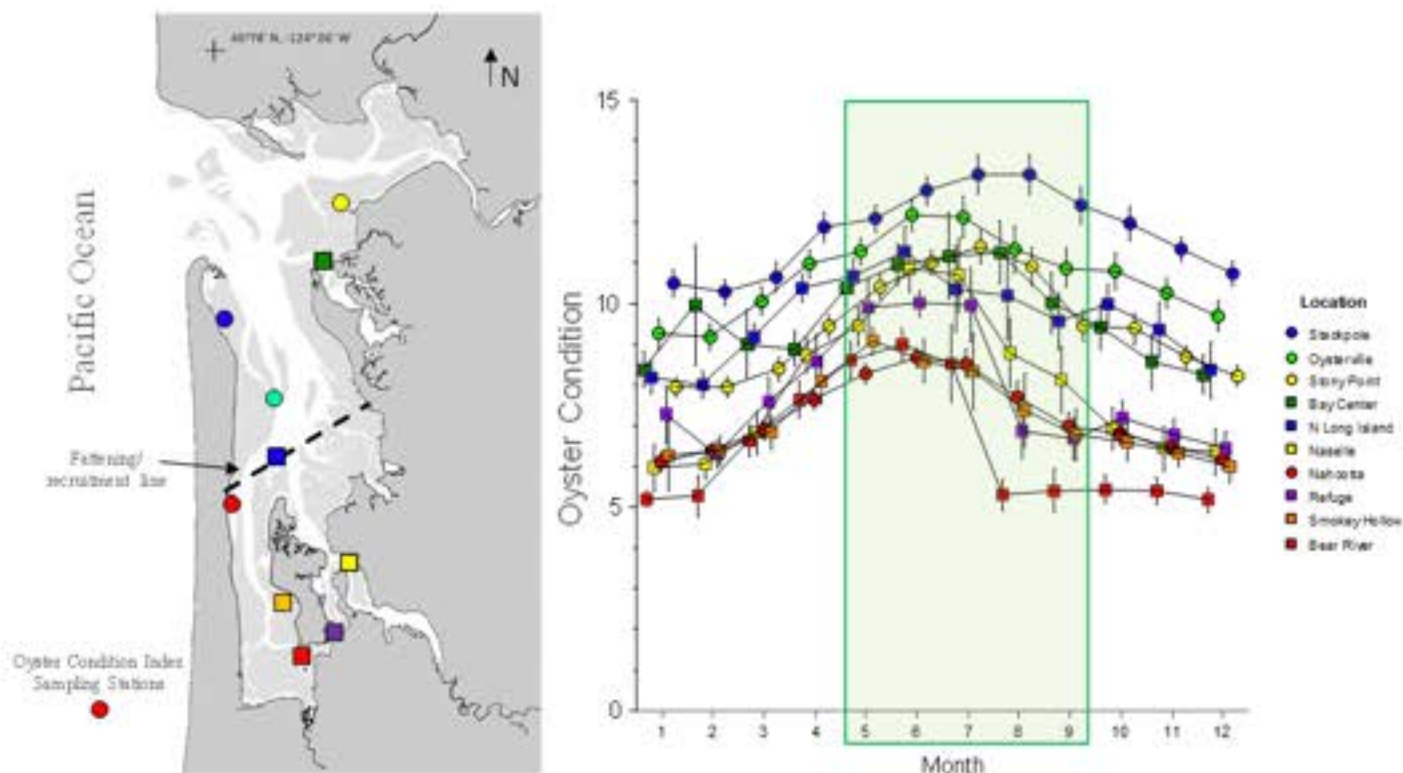 N
Pacific Ocean
Fattening/
recruitment line
Oyster Condition Index
Sampling Stations
15
10
5
0
Oyster Condition
1 2 3 4 5 6 7 8 9 10 11 12
Month
Location
Stackpole
Oysterville
Stony Point
Bay Center
N Long Island
Naselle
Nahcotta
Refuge
Smokey Hollow
Bear River